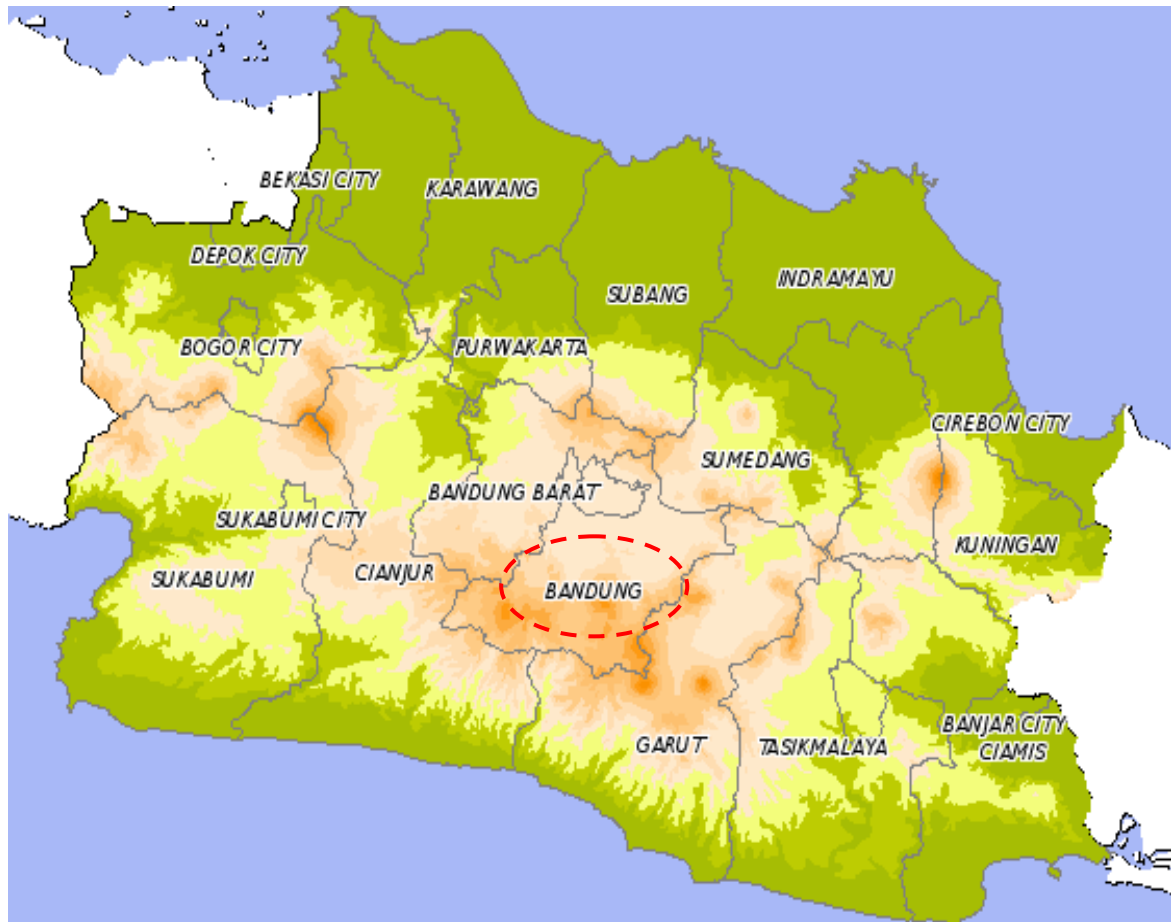 BEKASI CITY
KARAWANG
DEPOK CITY
INDRAMAYU
SUBANG
BOGOR CITY
PURWAKARTA
CIREBON CITY
SUMEDANG
BANDUNG BARAT
SUKABUMI CITY
KUNINGAN
CIANJUR
SUKABUMI
BANDUNG
BANJAR CITY
GARUT
TASIKMALAYA
CIAMIS